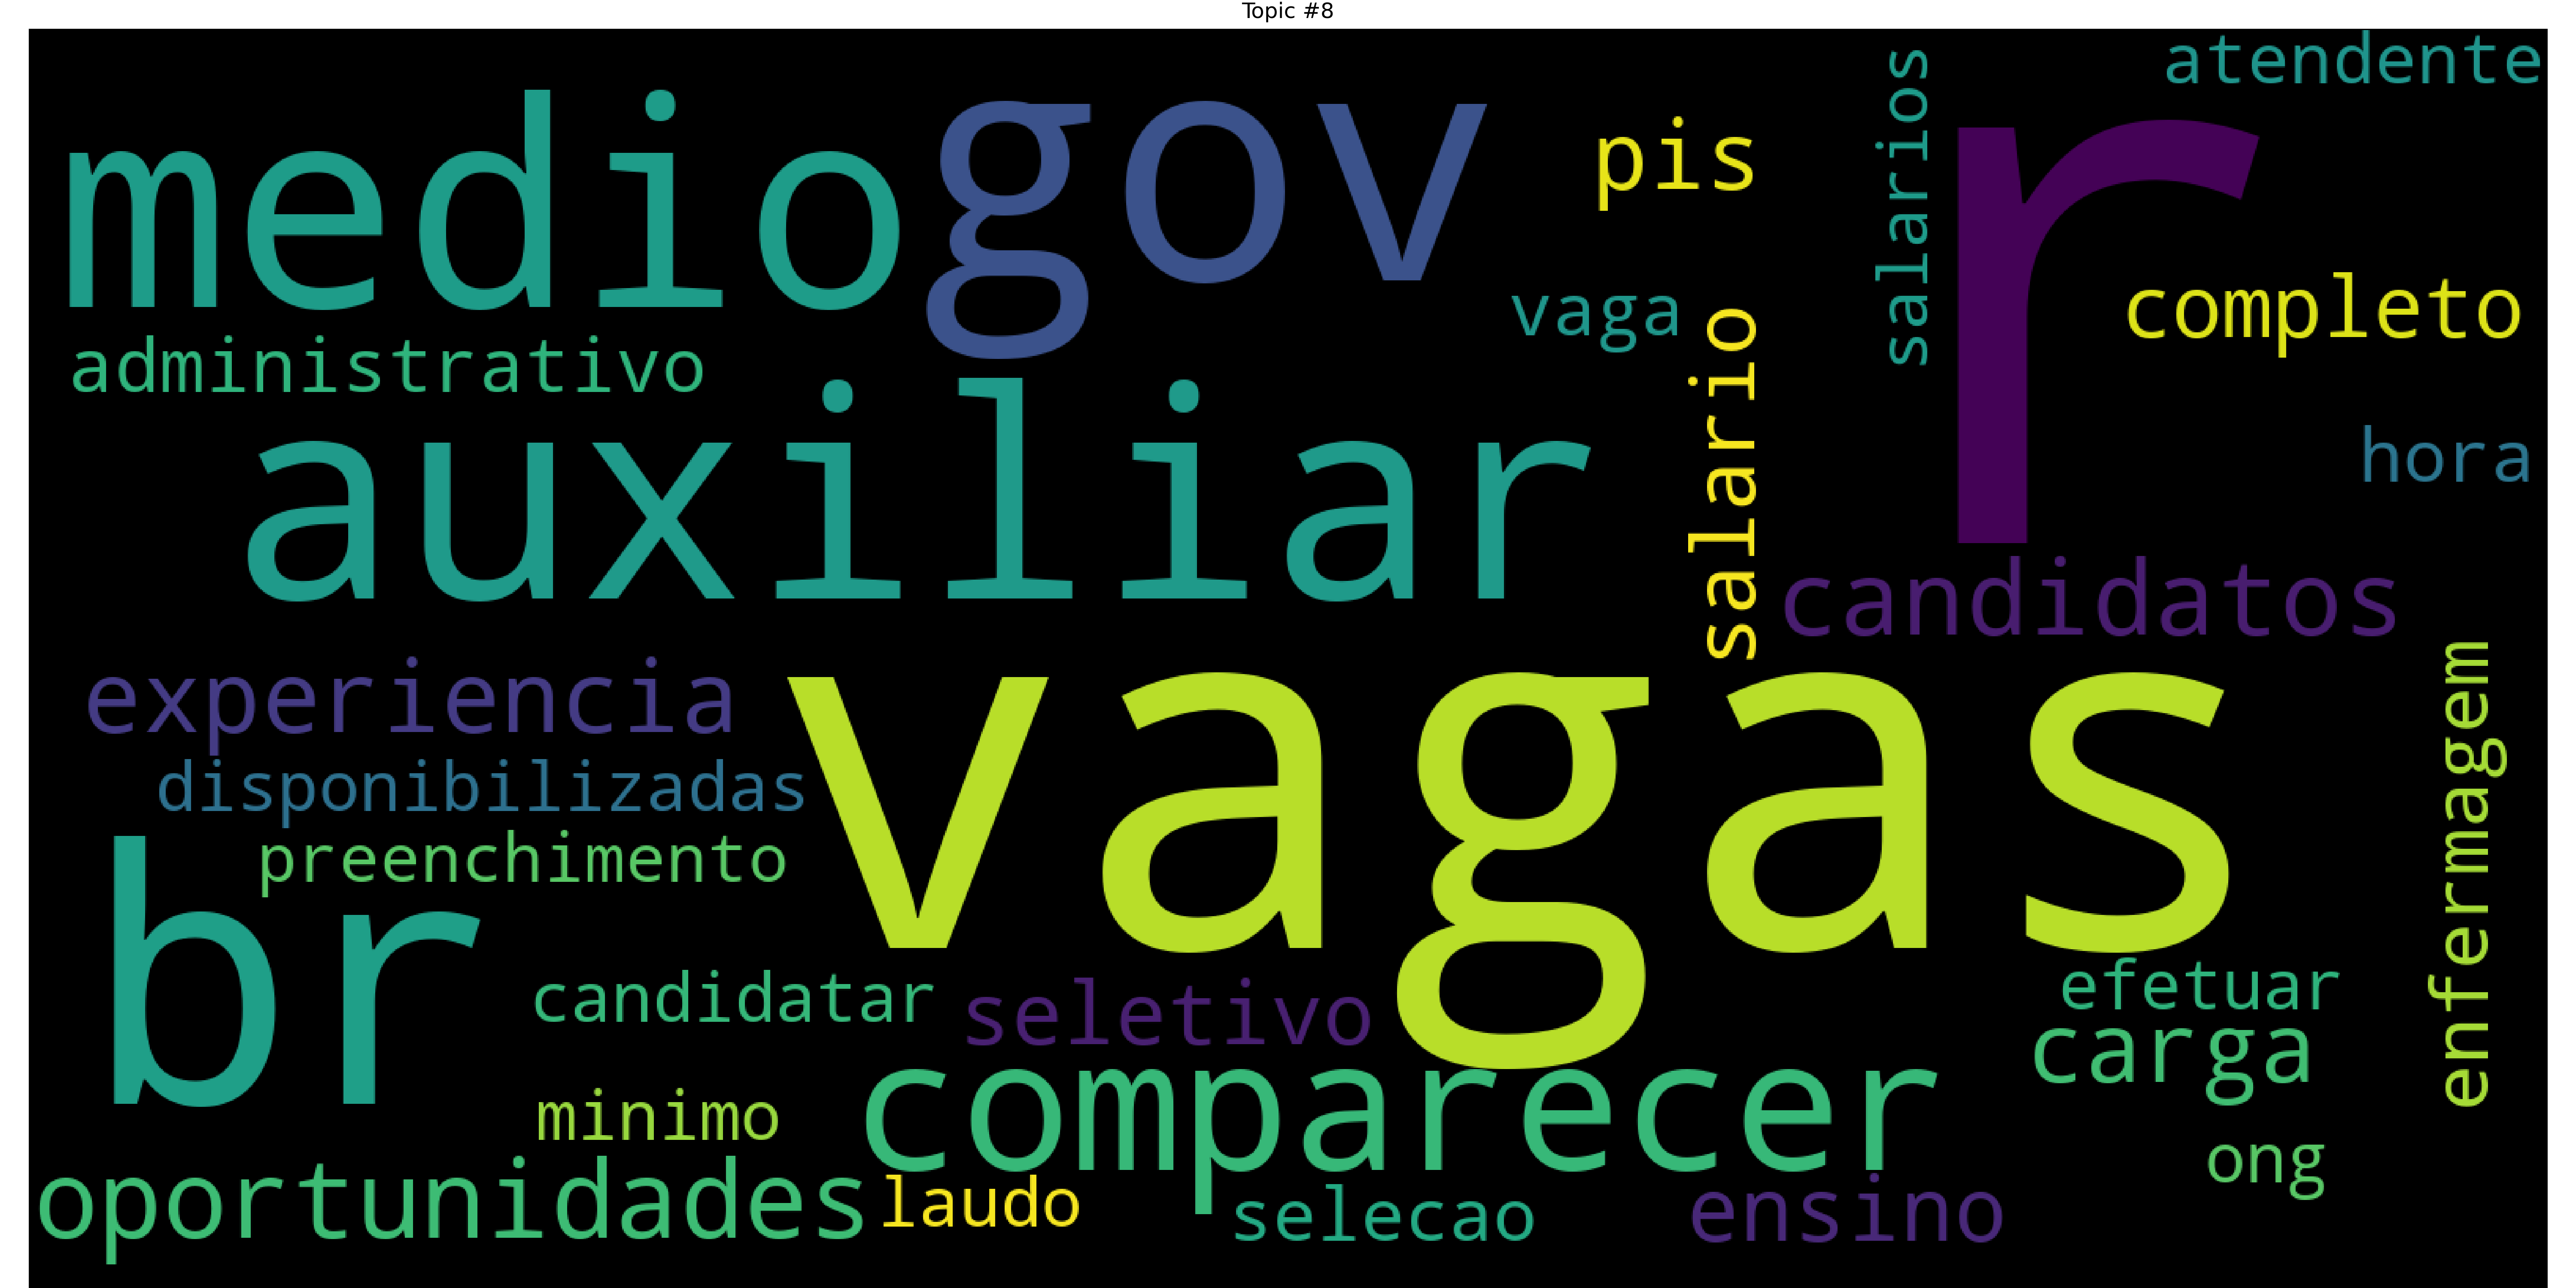 Topic #8
atendente
salarios
medio
gov
pis
r
vaga
completo
administrativo
salario
auxiliar
hora
candidatos
experiencia
vagas
enfermagem
disponibilizadas
preenchimento
br
candidatar
seletivo
efetuar
carga
minimo
comparecer
ong
oportunidades
laudo
selecao
ensino